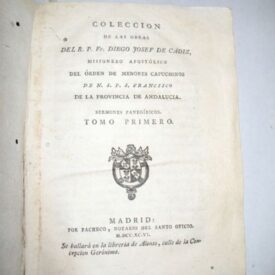 COLECCION
DE LAS OBRAS
DEL R. P. Fr. DIEGO JOSEF DE CÁDIZ,
MISIONERO APOSTÓLICO
DEL ÓRDEN DE MENORES CAPUCHINOS
DE N. S. P. S. FRANCISCO
DE LA PROVINCIA DE ANDALUCIA.
SERMONES PANEGÍRICOS.
TOMO PRIMERO.
MADRID:
POR PACHECO, NOTARIO DEL SANTO OFICIO.
M.DCC.XC.VI.
Se hallará en la librería de Alonso, calle de la Con-
cepcion Gerónima.